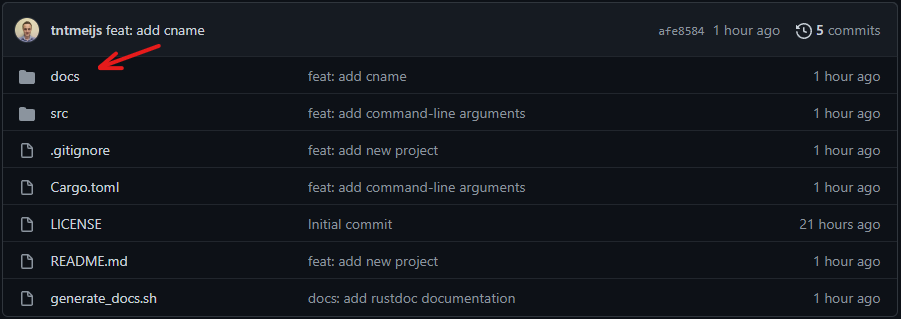 tntmeijs feat: add cname afe8584 1 hour ago 5 commits
docs feat: add cname 1 hour ago
src feat: add command-line arguments 1 hour ago
.gitignore feat: add new project 1 hour ago
Cargo.toml feat: add command-line arguments 1 hour ago
LICENSE Initial commit 21 hours ago
README.md feat: add new project 1 hour ago
generate_docs.sh docs: add rustdoc documentation 1 hour ago